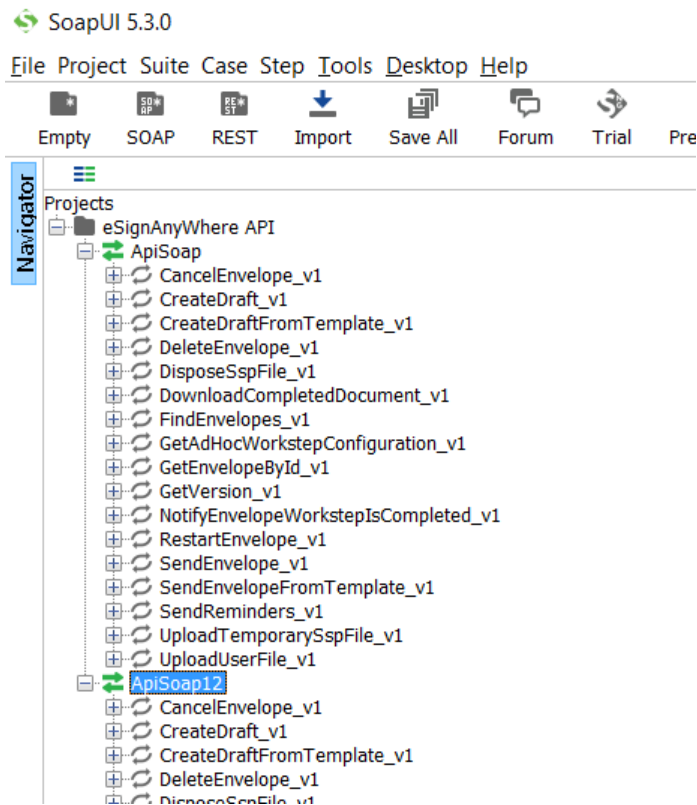 SoapUI 5.3.0
File Project Suite Case Step Tools Desktop Help
Empty SOAP REST Import Save All Forum Trial
Navigator
Projects
eSignAnyWhere API
ApiSoap
CancelEnvelope_v1
CreateDraft_v1
CreateDraftFromTemplate_v1
DeleteEnvelope_v1
DisposeSspFile_v1
DownloadCompletedDocument_v1
FindEnvelopes_v1
GetAdHocWorkstepConfiguration_v1
GetEnvelopeById_v1
GetVersion_v1
NotifyEnvelopeWorkstepIsCompleted_v1
RestartEnvelope_v1
SendEnvelope_v1
SendEnvelopeFromTemplate_v1
SendReminders_v1
UploadTemporarySspFile_v1
UploadUserFile_v1
ApiSoap12
CancelEnvelope_v1
CreateDraft_v1
CreateDraftFromTemplate_v1
DeleteEnvelope_v1
DisposeSspFile_v1